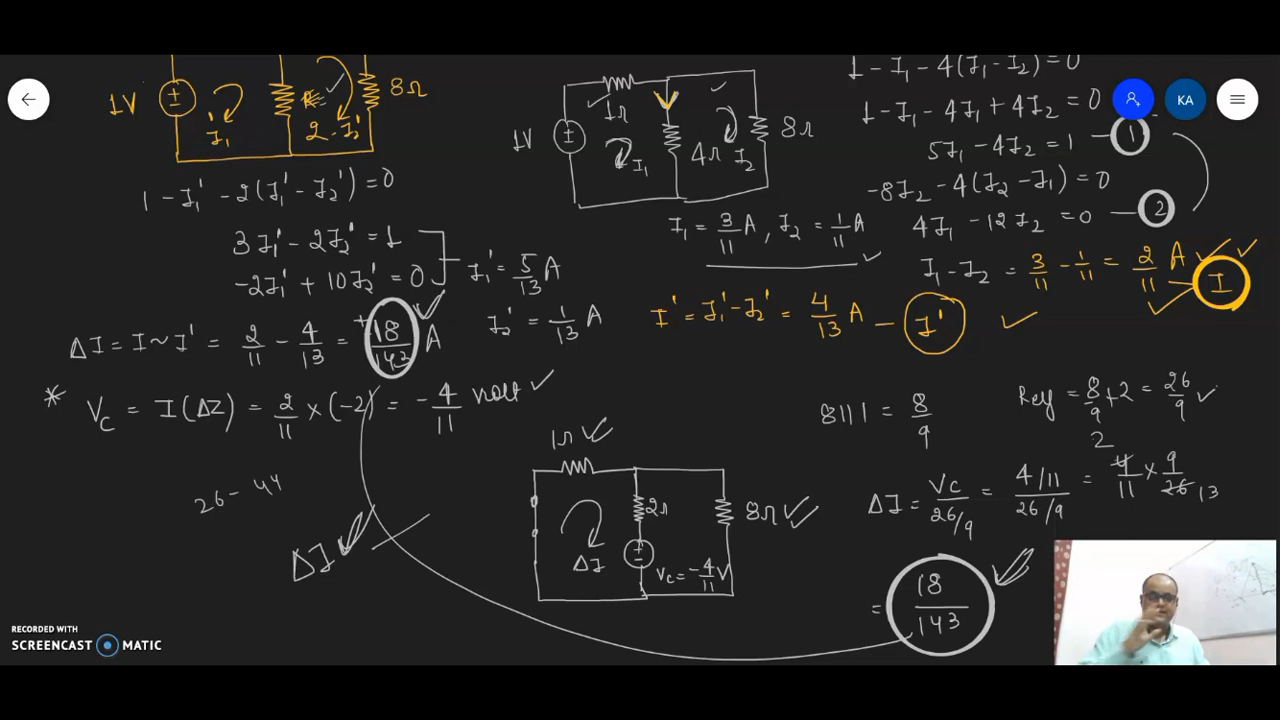 1V
I₁'
2-I₂'
8Ω
1 - I₁' - 2(I₁' - I₂') = 0
3I₁' - 2I₂' = 1
-2I₁' + 10I₂' = 0
I₁' = 5/13 A
I₂' = 1/13 A
ΔI = I ~ I' = 2/11 - 4/13 = + 18/143 A
* V_C = I(ΔZ) = 2/11 × (-2) = - 4/11 volt
26 - 44
ΔI
1V
1Ω
I₁
4Ω
I₂
8Ω
I₁ = 3/11 A, I₂ = 1/11 A
1 - I₁ - 4(I₁ - I₂) = 0
1 - I₁ - 4I₁ + 4I₂ = 0
5I₁ - 4I₂ = 1 — 1
-8I₂ - 4(I₂ - I₁) = 0
4I₁ - 12I₂ = 0 — 2
I₁ - I₂ = 3/11 - 1/11 = 2/11 A — I
I' = I₁' - I₂' = 4/13 A — I'
1Ω
2Ω
8Ω
ΔI
V_C = -4/11 V
8||1 = 8/9
Req = 8/9 + 2 = 26/9
ΔI = V_C / 26/9 = 4/11 / 26/9 = 4/11 × 9/26
2
13
= 18/143
KA
RECORDED WITH
SCREENCAST MATIC